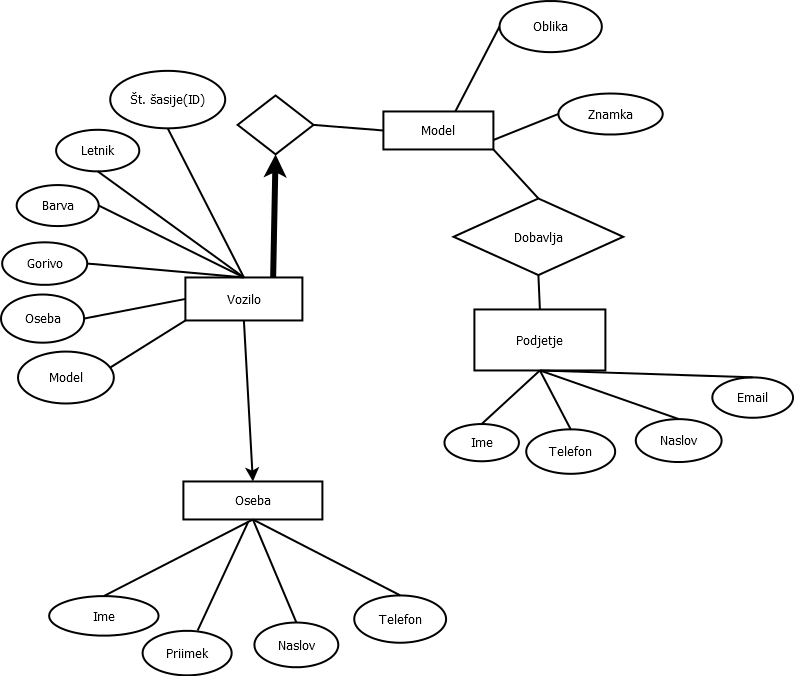 Oblika
Št. šasije(ID)
Znamka
Model
Letnik
Barva
Dobavlja
Gorivo
Vozilo
Oseba
Podjetje
Model
Email
Ime
Telefon
Naslov
Oseba
Ime
Priimek
Naslov
Telefon